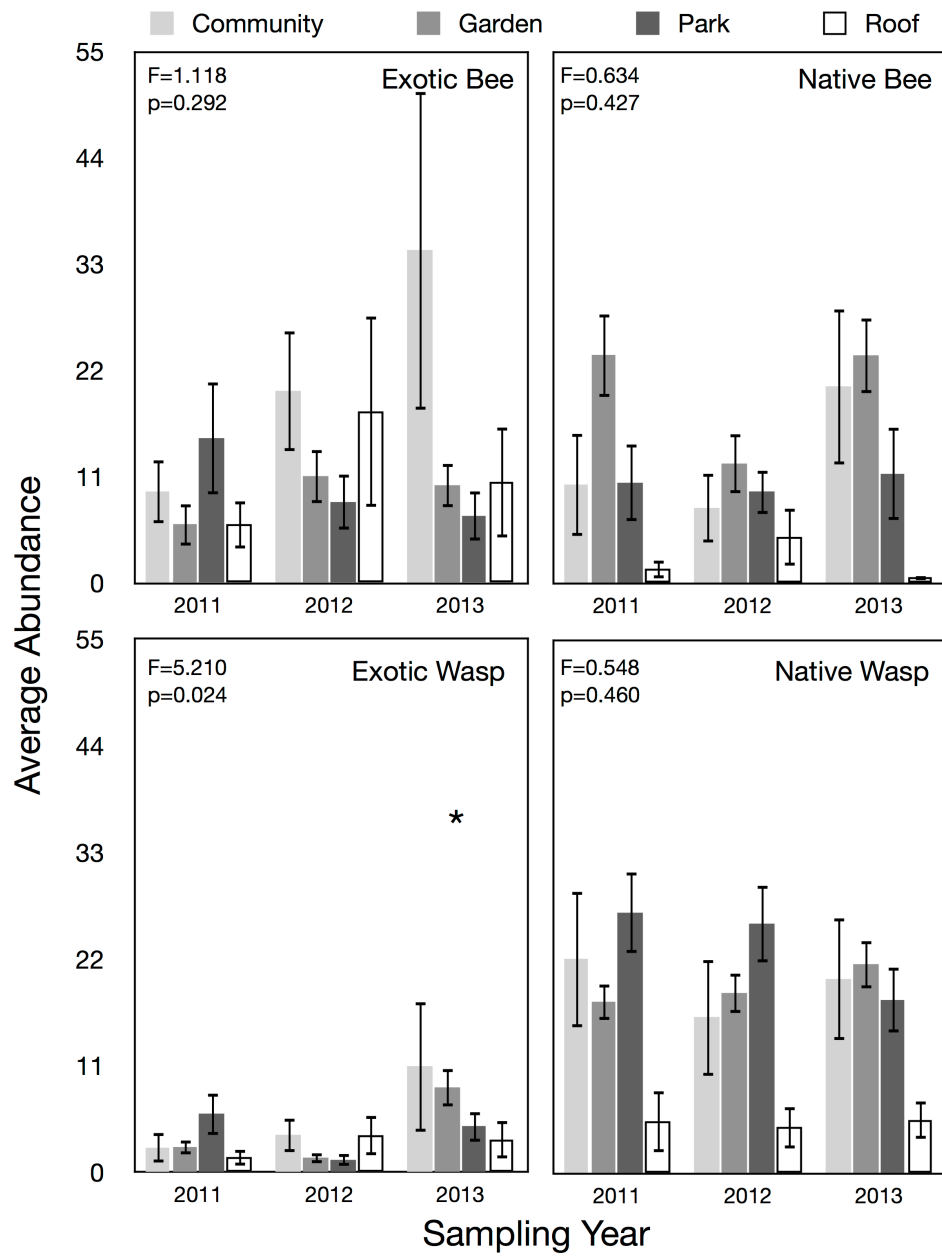 Community Garden Park Roof
55
44
33
22
11
0
F=1.118
p=0.292
Exotic Bee
2011 2012 2013
F=0.634
p=0.427
Native Bee
2011 2012 2013
55
44
33
22
11
0
F=5.210
p=0.024
Exotic Wasp
*
2011 2012 2013
F=0.548
p=0.460
Native Wasp
2011 2012 2013
Average Abundance
Sampling Year